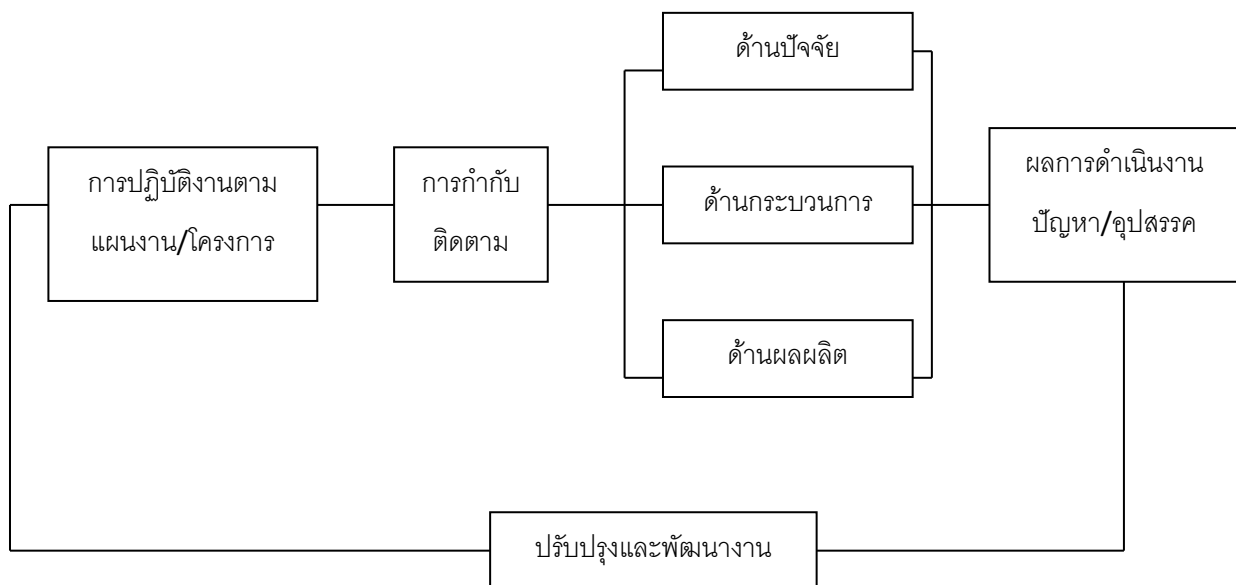 ด้านปัจจัย
การปฏิบัติงานตาม
แผนงาน/โครงการ
การกำกับ
ติดตาม
ด้านกระบวนการ
ผลการดำเนินงาน
ปัญหา/อุปสรรค
ด้านผลผลิต
ปรับปรุงและพัฒนางาน